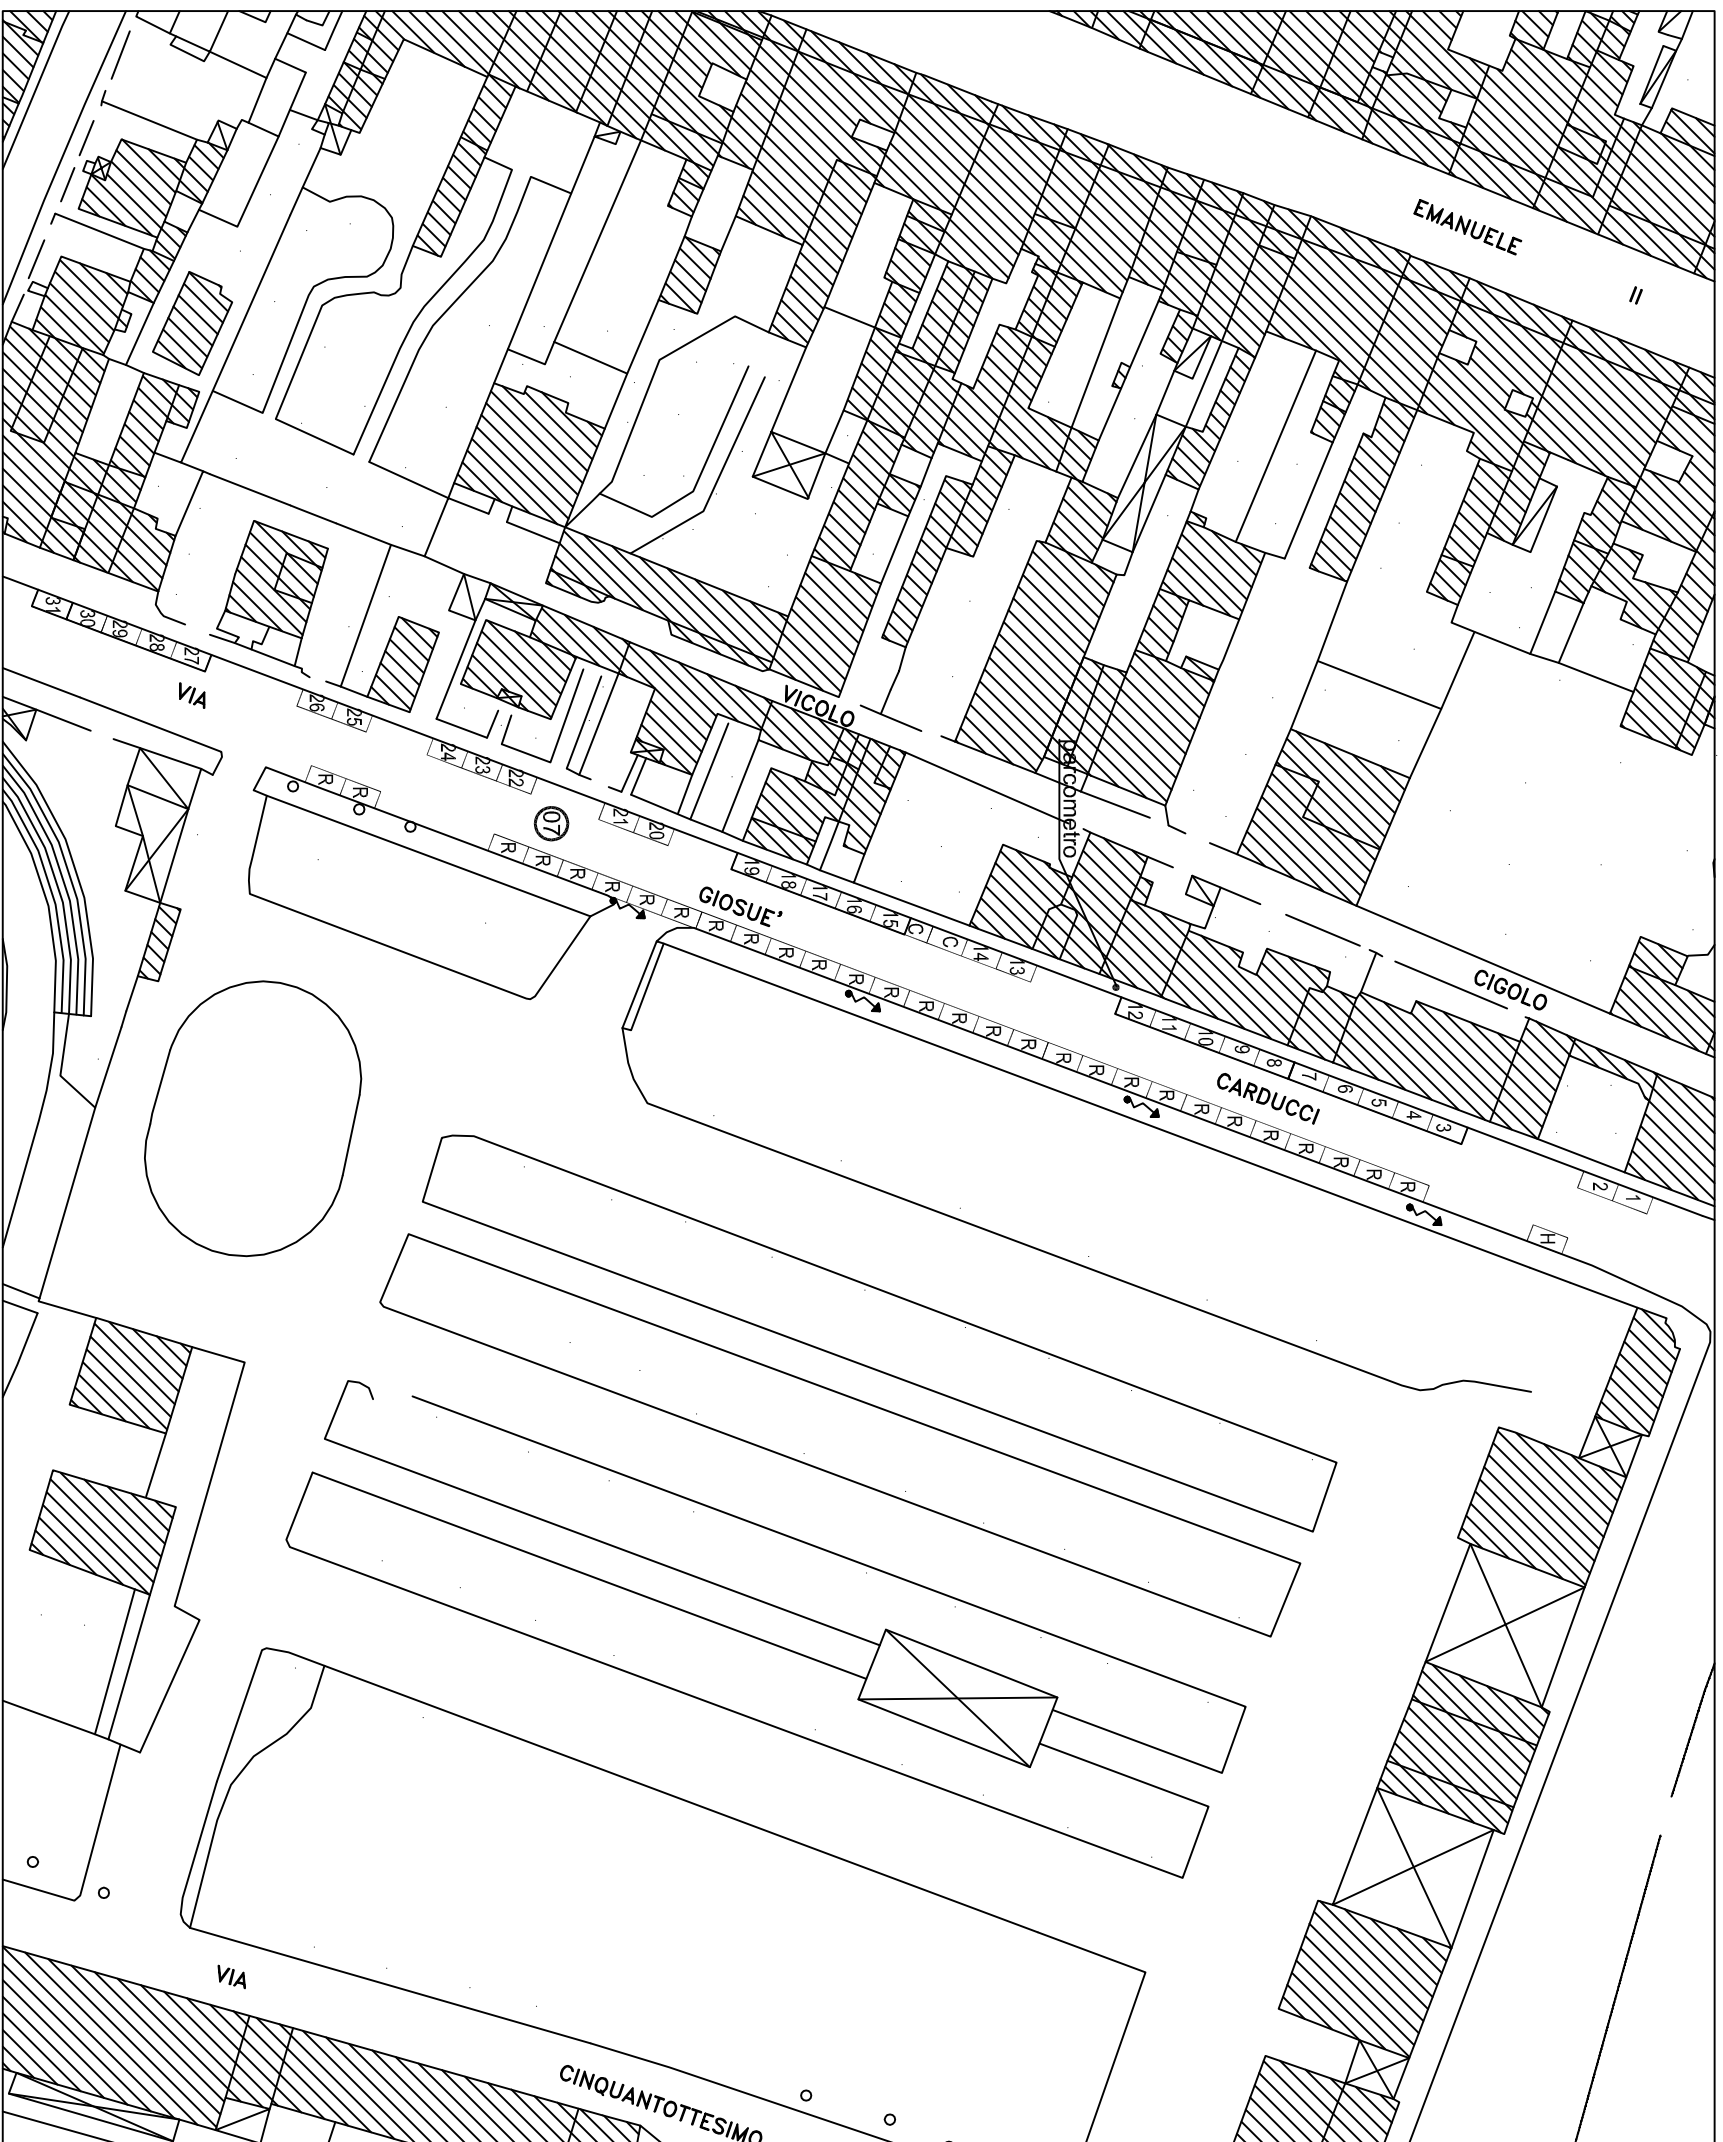 EMANUELE
II
31 30 29 28 27
VIA
26 25
24 23 22
VICOLO
parcometro
R R
07
21 20
19 18 17 16 15 C C 14 13
R R R R R R R R R R R R R R R R R R R R R R R R R R R
GIOSUE'
CIGOLO
12 11 10 9 8 7 6 5 4 3
CARDUCCI
2 1
H
VIA
CINQUANTOTTESIMO